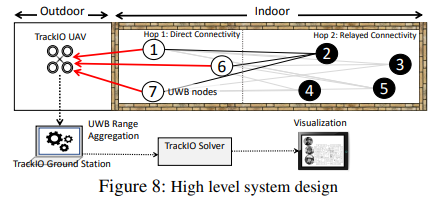 Outdoor
Indoor
TrackIO UAV
Hop 1: Direct Connectivity
Hop 2: Relayed Connectivity
1
2
6
3
7
UWB nodes
4
5
UWB Range
Aggregation
Visualization
TrackIO Solver
TrackIO Ground Station
Figure 8: High level system design